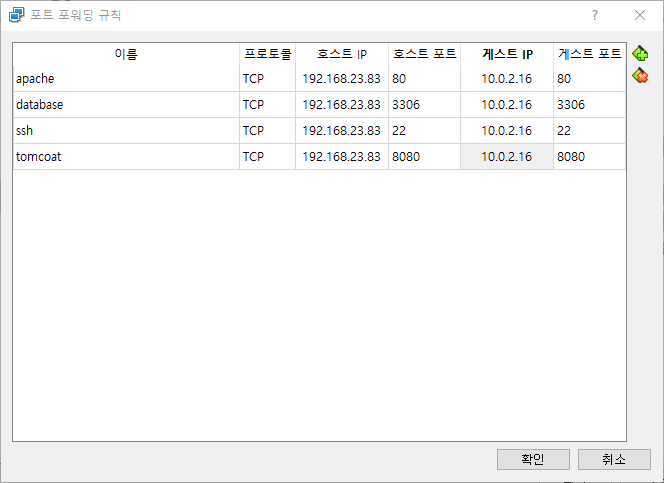 포트 포워딩 규칙
이름 프로토콜 호스트 IP 호스트 포트 게스트 IP 게스트 포트
apache TCP 192.168.23.83 80 10.0.2.16 80
database TCP 192.168.23.83 3306 10.0.2.16 3306
ssh TCP 192.168.23.83 22 10.0.2.16 22
tomcoat TCP 192.168.23.83 8080 10.0.2.16 8080
확인 취소